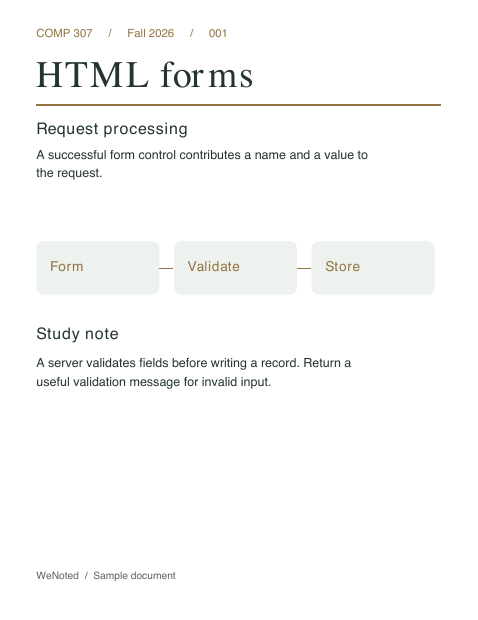 COMP 307 / Fall 2026 / 001
HTML forms
Request processing
A successful form control contributes a name and a value to
the request.
Form
Validate
Store
Study note
A server validates fields before writing a record. Return a
useful validation message for invalid input.
WeNoted / Sample document